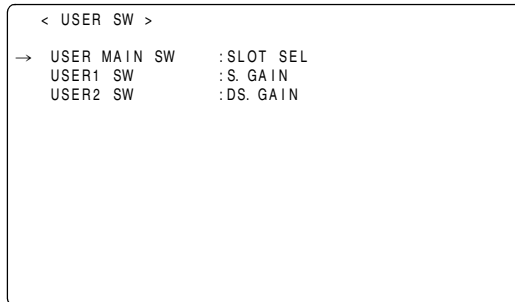 < USER SW >
→ USER MAIN SW :SLOT SEL
USER1 SW :S. GAIN
USER2 SW :DS. GAIN